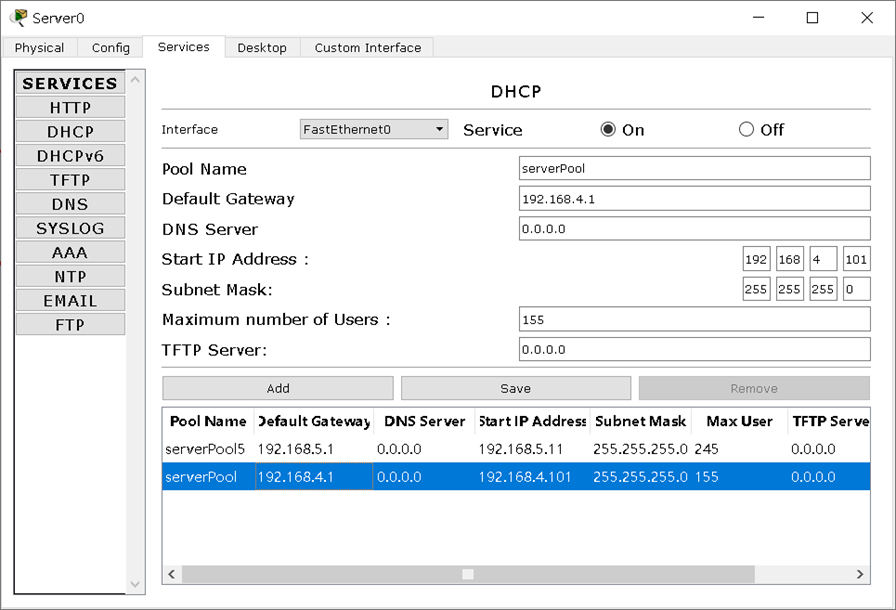 Server0
Physical Config Services Desktop Custom Interface
SERVICES
HTTP
DHCP
DHCPv6
TFTP
DNS
SYSLOG
AAA
NTP
EMAIL
FTP
DHCP
Interface FastEthernet0 Service On Off
Pool Name serverPool
Default Gateway 192.168.4.1
DNS Server 0.0.0.0
Start IP Address : 192 168 4 101
Subnet Mask: 255 255 255 0
Maximum number of Users : 155
TFTP Server: 0.0.0.0
Add Save Remove
Pool Name Default Gateway DNS Server Start IP Address Subnet Mask Max User TFTP Serve
serverPool5 192.168.5.1 0.0.0.0 192.168.5.11 255.255.255.0 245 0.0.0.0
serverPool 192.168.4.1 0.0.0.0 192.168.4.101 255.255.255.0 155 0.0.0.0